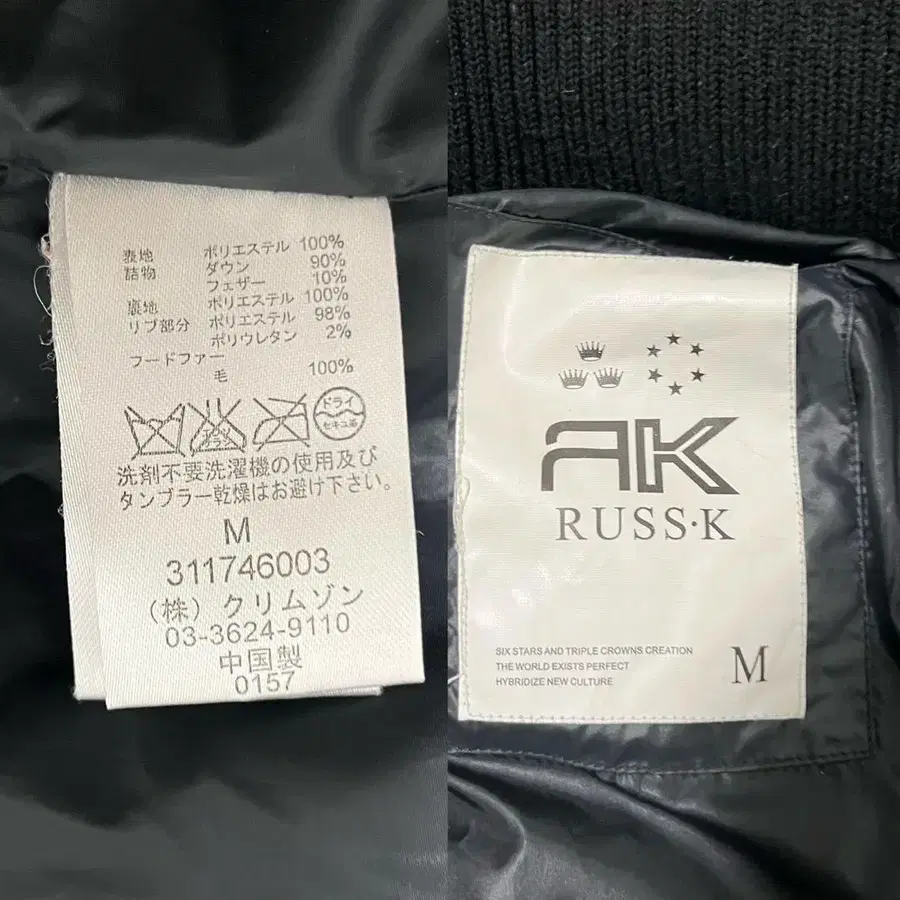 表地 ポリエステル 100%
詰物 ダウン 90%
フェザー 10%
裏地 ポリエステル 100%
リブ部分 ポリエステル 98%
ポリウレタン 2%
フードファー
毛 100%
ドライ
セキユ系
洗剤不要洗濯機の使用及び
タンブラー乾燥はお避け下さい。
M
311746003
（株）クリムゾン
03-3624-9110
中国製
0157
RK
RUSS·K
SIX STARS AND TRIPLE CROWNS CREATION
THE WORLD EXISTS PERFECT
HYBRIDIZE NEW CULTURE
M